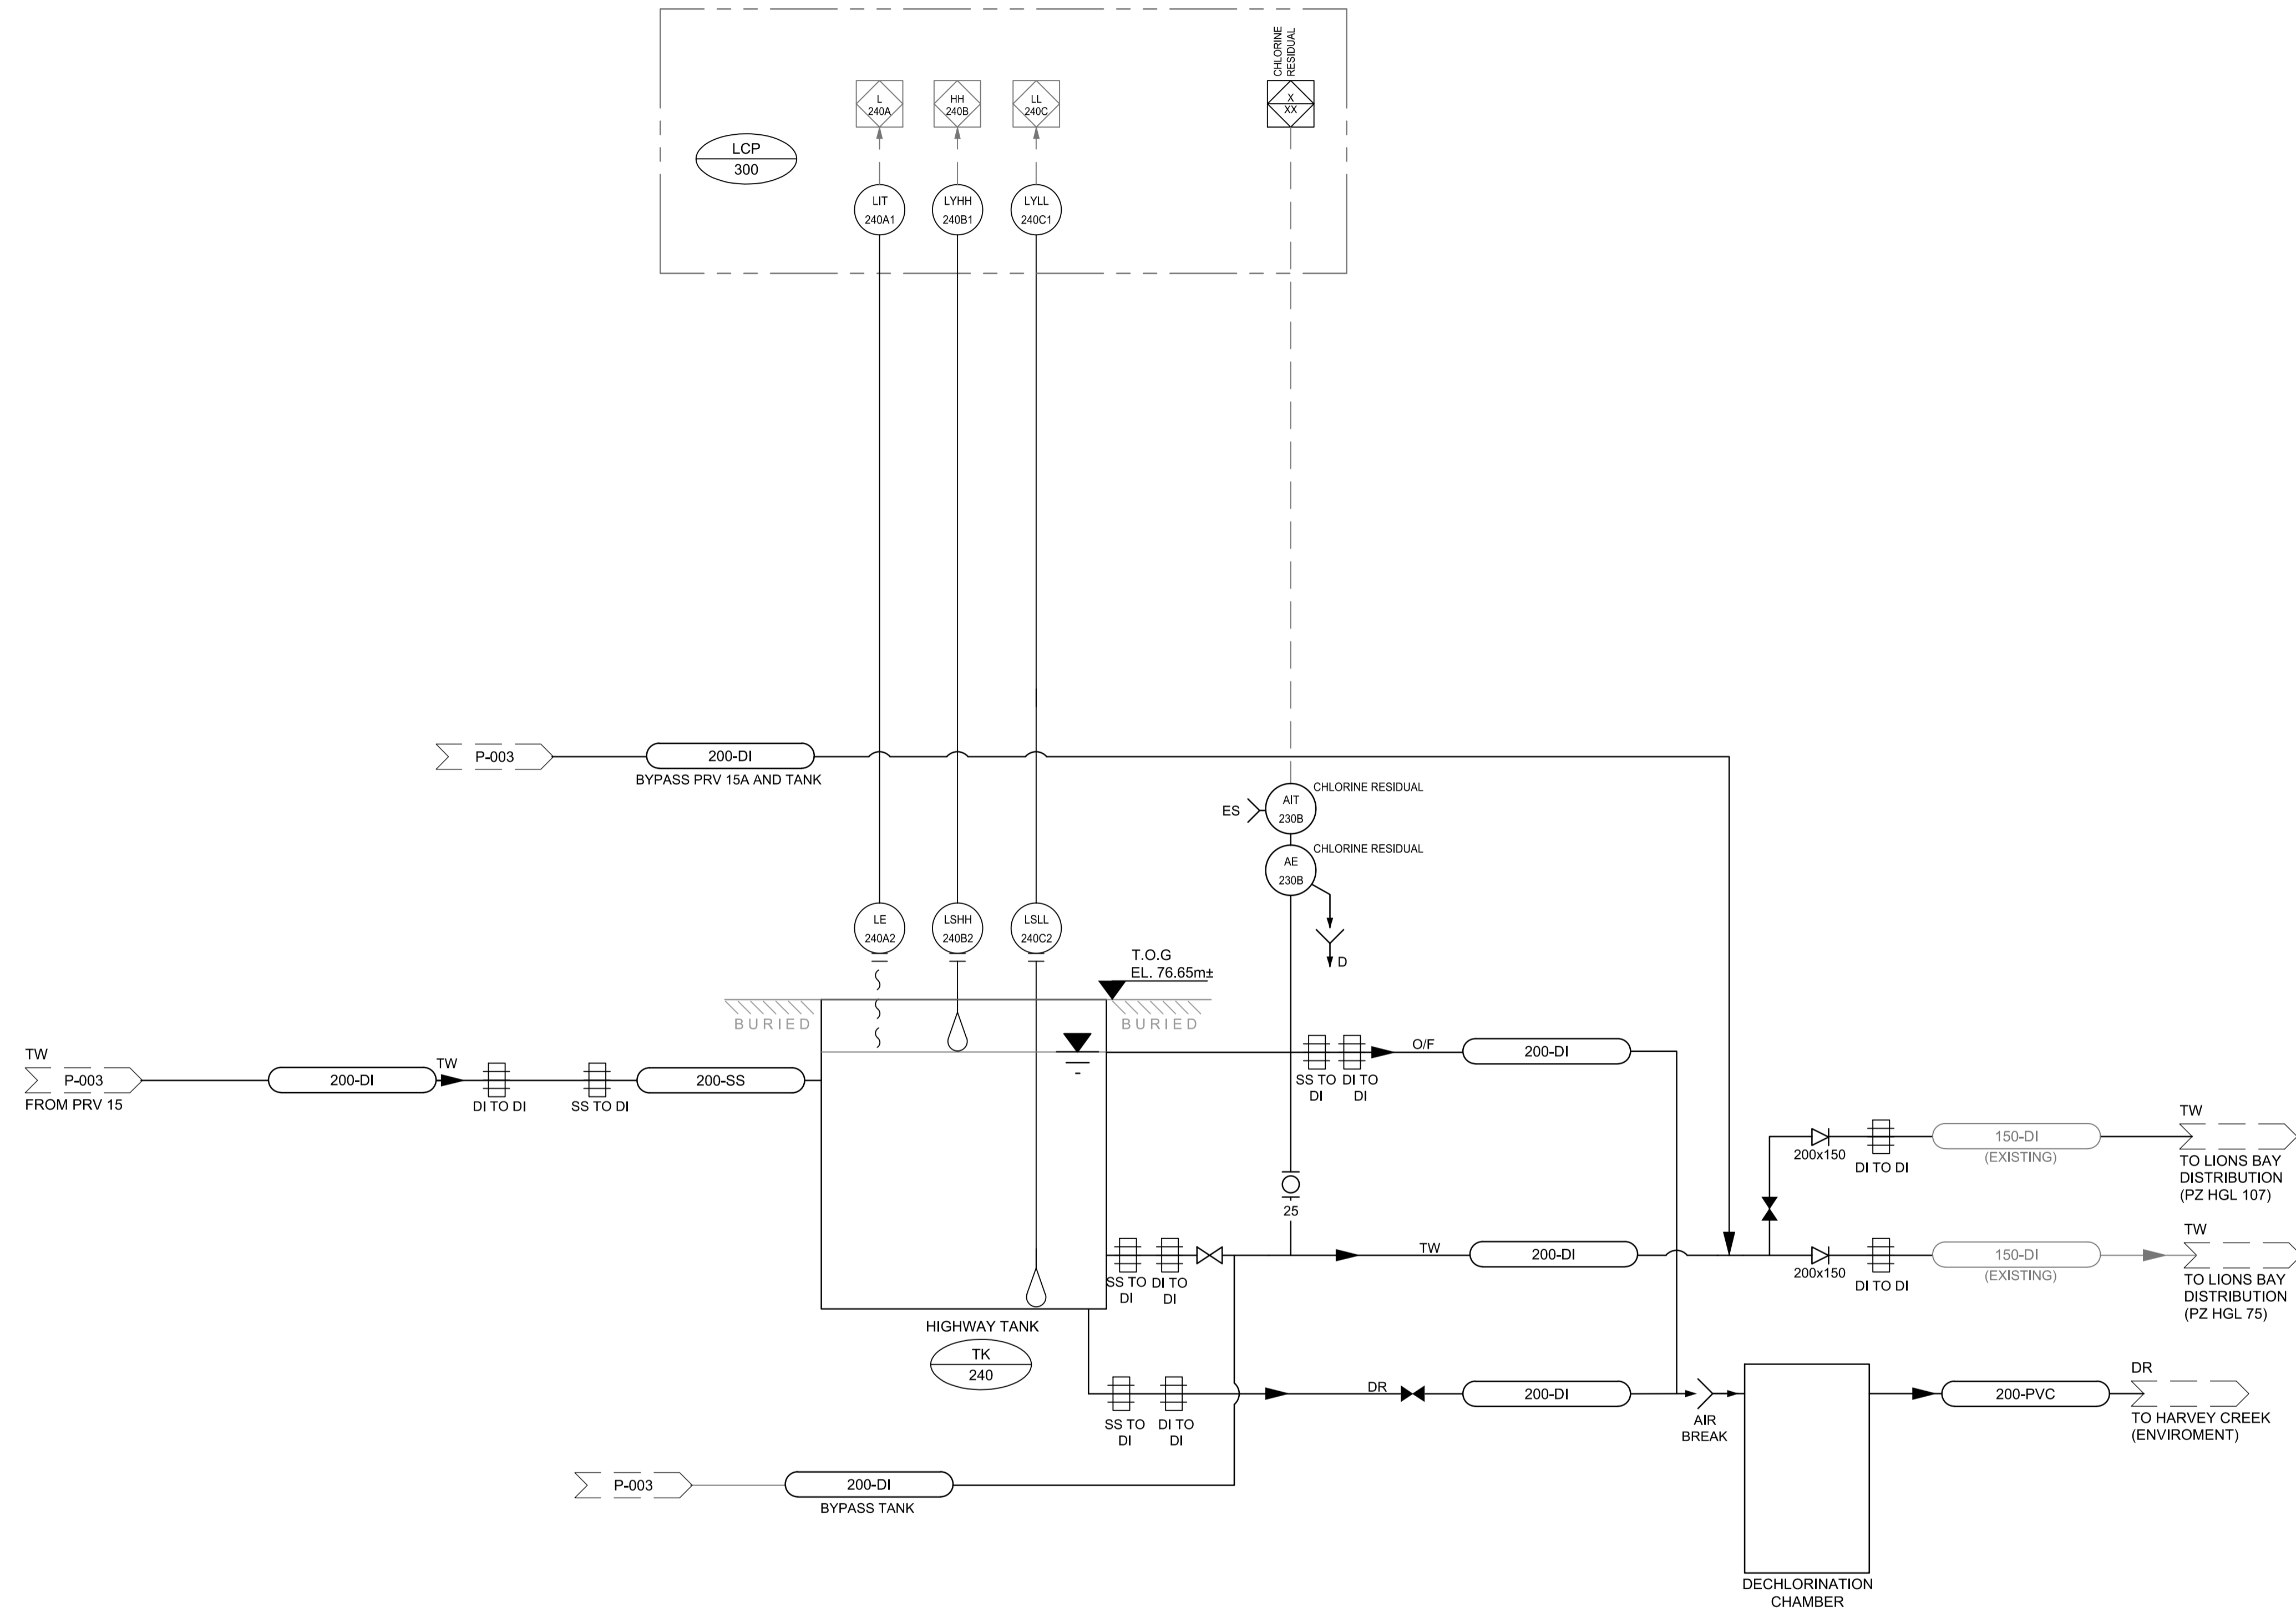 CHLORINE
RESIDUAL
L
240A
HH
240B
LL
240C
X
XX
LCP
300
LIT
240A1
LYHH
240B1
LYLL
240C1
P-003
200-DI
BYPASS PRV 15A AND TANK
ES
AIT
230B
CHLORINE RESIDUAL
AE
230B
CHLORINE RESIDUAL
D
LE
240A2
LSHH
240B2
LSLL
240C2
T.O.G
EL. 76.65m±
BURIED
BURIED
TW
P-003
FROM PRV 15
200-DI
TW
DI TO DI
SS TO DI
200-SS
SS TO
DI
DI TO
DI
O/F
200-DI
25
200x150
DI TO DI
150-DI
(EXISTING)
TW
TO LIONS BAY
DISTRIBUTION
(PZ HGL 107)
SS TO
DI
DI TO
DI
TW
200-DI
200x150
DI TO DI
150-DI
(EXISTING)
TW
TO LIONS BAY
DISTRIBUTION
(PZ HGL 75)
HIGHWAY TANK
TK
240
SS TO
DI
DI TO
DI
DR
200-DI
AIR
BREAK
200-PVC
DR
TO HARVEY CREEK
(ENVIROMENT)
P-003
200-DI
BYPASS TANK
DECHLORINATION
CHAMBER